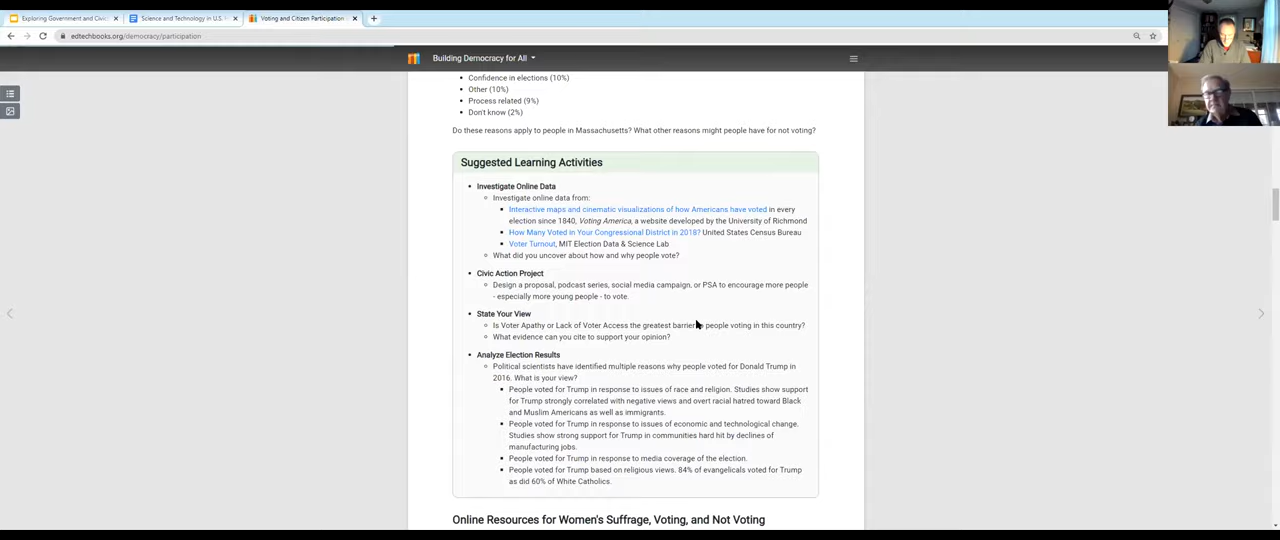 Exploring Government and Civic
Science and Technology in U.S.
Voting and Citizen Participation
edtechbooks.org/democracy/participation
Building Democracy for All
Confidence in elections (10%)
Other (10%)
Process related (9%)
Don't know (2%)
Do these reasons apply to people in Massachusetts? What other reasons might people have for not voting?
Suggested Learning Activities
Investigate Online Data
Investigate online data from:
Interactive maps and cinematic visualizations of how Americans have voted in every
election since 1840, Voting America, a website developed by the University of Richmond
How Many Voted in Your Congressional District in 2018? United States Census Bureau
Voter Turnout, MIT Election Data & Science Lab
What did you uncover about how and why people vote?
Civic Action Project
Design a proposal, podcast series, social media campaign, or PSA to encourage more people
- especially more young people - to vote.
State Your View
Is Voter Apathy or Lack of Voter Access the greatest barrier people voting in this country?
What evidence can you cite to support your opinion?
Analyze Election Results
Political scientists have identified multiple reasons why people voted for Donald Trump in
2016. What is your view?
People voted for Trump in response to issues of race and religion. Studies show support
for Trump strongly correlated with negative views and overt racial hatred toward Black
and Muslim Americans as well as immigrants.
People voted for Trump in response to issues of economic and technological change.
Studies show strong support for Trump in communities hard hit by declines of
manufacturing jobs.
People voted for Trump in response to media coverage of the election.
People voted for Trump based on religious views. 84% of evangelicals voted for Trump
as did 60% of White Catholics.
Online Resources for Women's Suffrage, Voting, and Not Voting